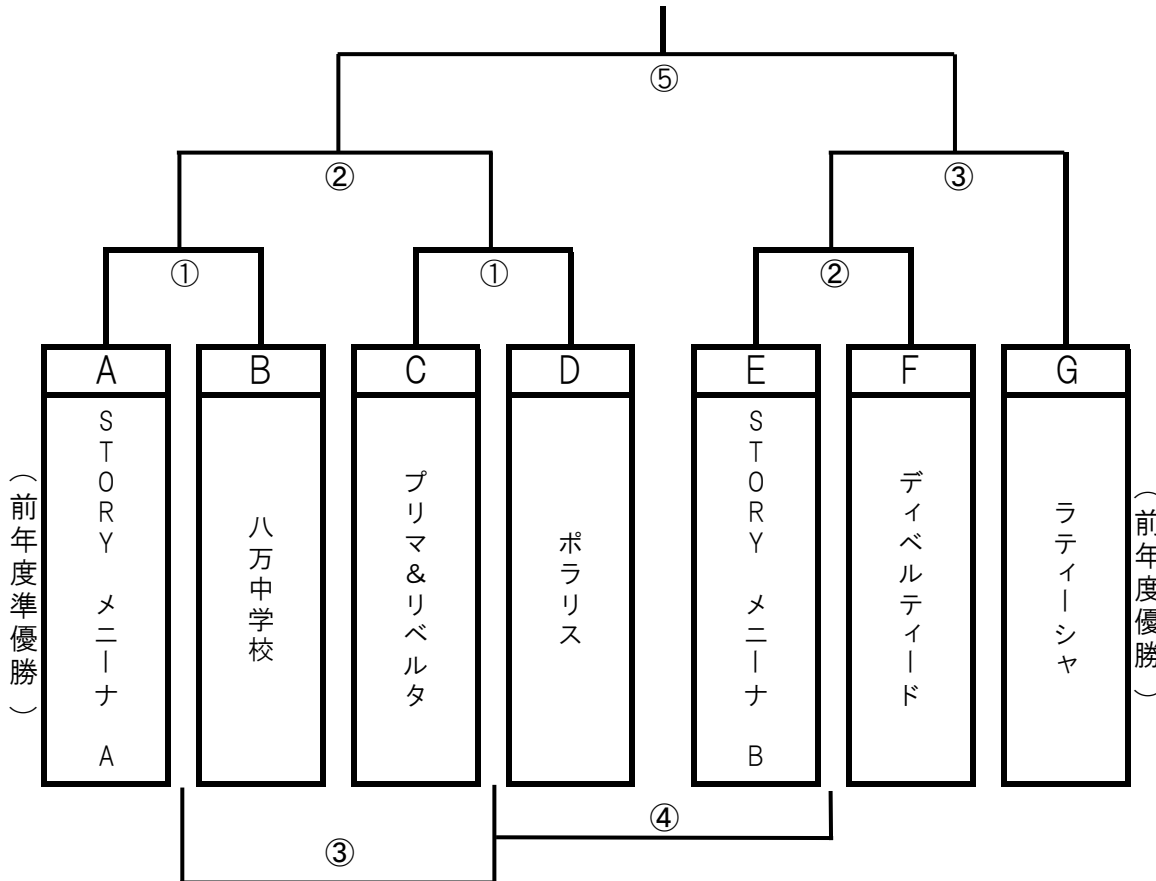 ⑤
②
③
①
①
②
A
B
C
D
E
F
G
（前年度準優勝）
STORY メニーナ A
八万中学校
プリマ&リベルタ
ポラリス
STORY メニーナ B
ディベルティード
ラティーシャ
（前年度優勝）
④
③